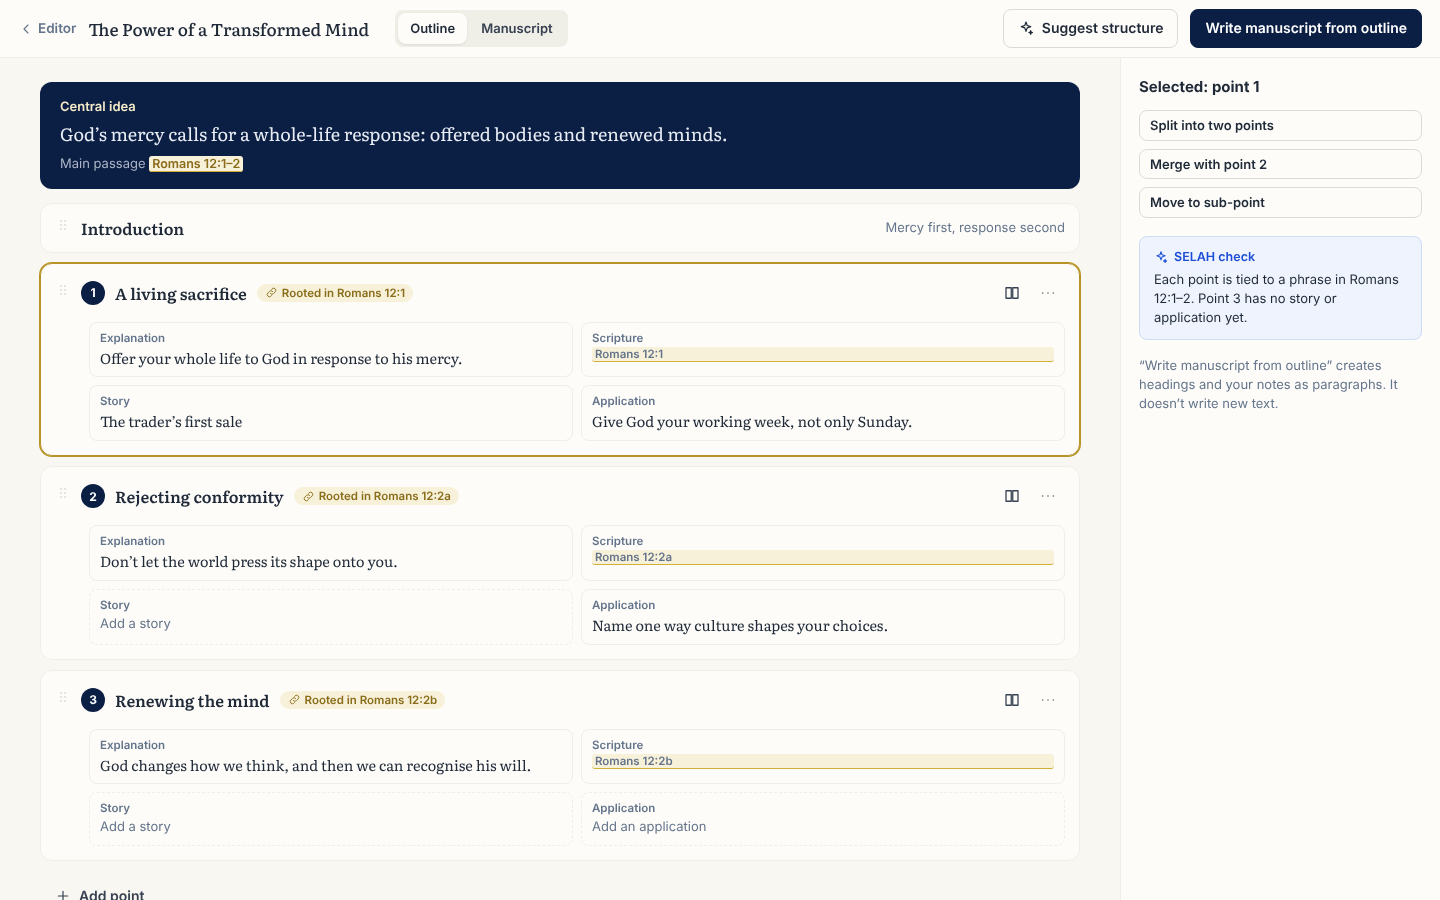 Editor
The Power of a Transformed Mind
Outline
Manuscript
Suggest structure
Write manuscript from outline
Central idea
God’s mercy calls for a whole-life response: offered bodies and renewed minds.
Main passage Romans 12:1–2
Introduction
Mercy first, response second
1 A living sacrifice
Rooted in Romans 12:1
Explanation
Offer your whole life to God in response to his mercy.
Scripture
Romans 12:1
Story
The trader’s first sale
Application
Give God your working week, not only Sunday.
2 Rejecting conformity
Rooted in Romans 12:2a
Explanation
Don’t let the world press its shape onto you.
Scripture
Romans 12:2a
Story
Add a story
Application
Name one way culture shapes your choices.
3 Renewing the mind
Rooted in Romans 12:2b
Explanation
God changes how we think, and then we can recognise his will.
Scripture
Romans 12:2b
Story
Add a story
Application
Add an application
Add point
Selected: point 1
Split into two points
Merge with point 2
Move to sub-point
SELAH check
Each point is tied to a phrase in Romans
12:1–2. Point 3 has no story or
application yet.
“Write manuscript from outline” creates
headings and your notes as paragraphs. It
doesn’t write new text.